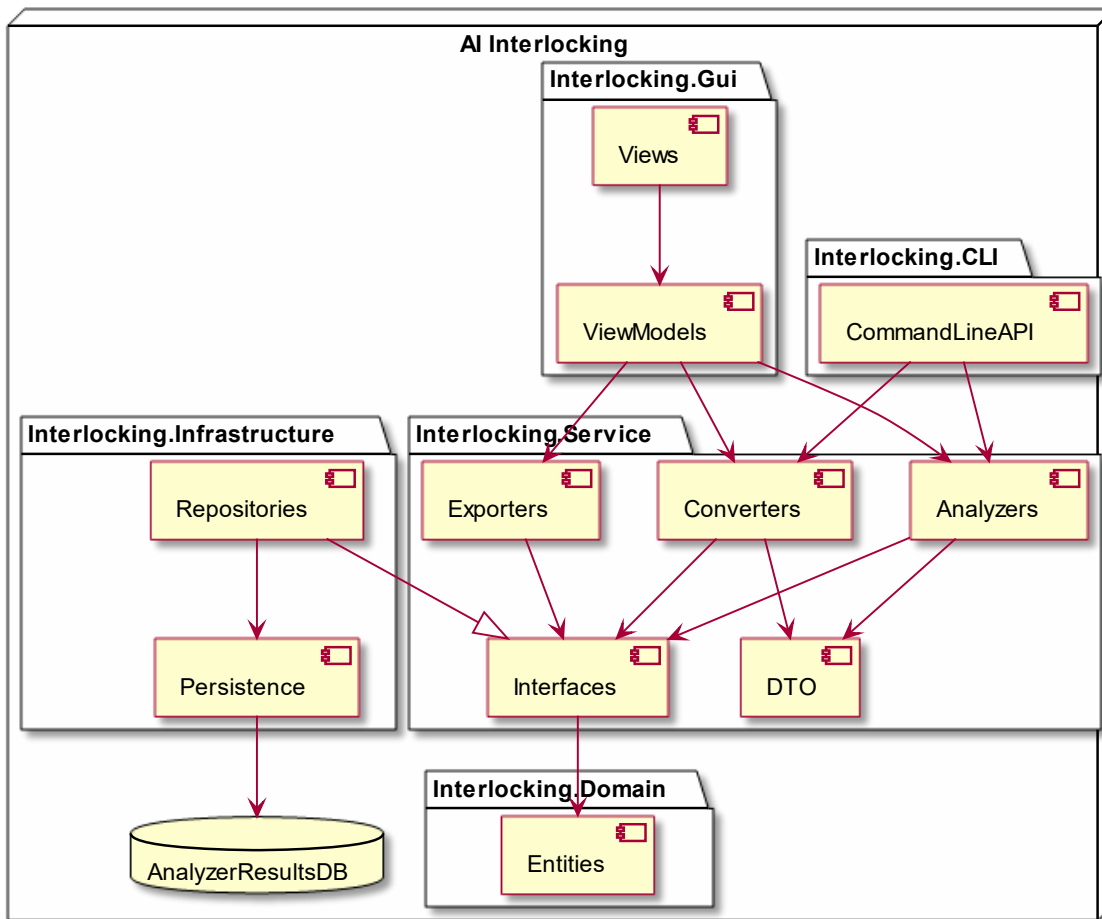 AI Interlocking
Interlocking.Gui
Views
Interlocking.CLI
ViewModels
CommandLineAPI
Interlocking.Infrastructure
Interlocking.Service
Repositories
Exporters
Converters
Analyzers
Persistence
Interfaces
DTO
Interlocking.Domain
AnalyzerResultsDB
Entities